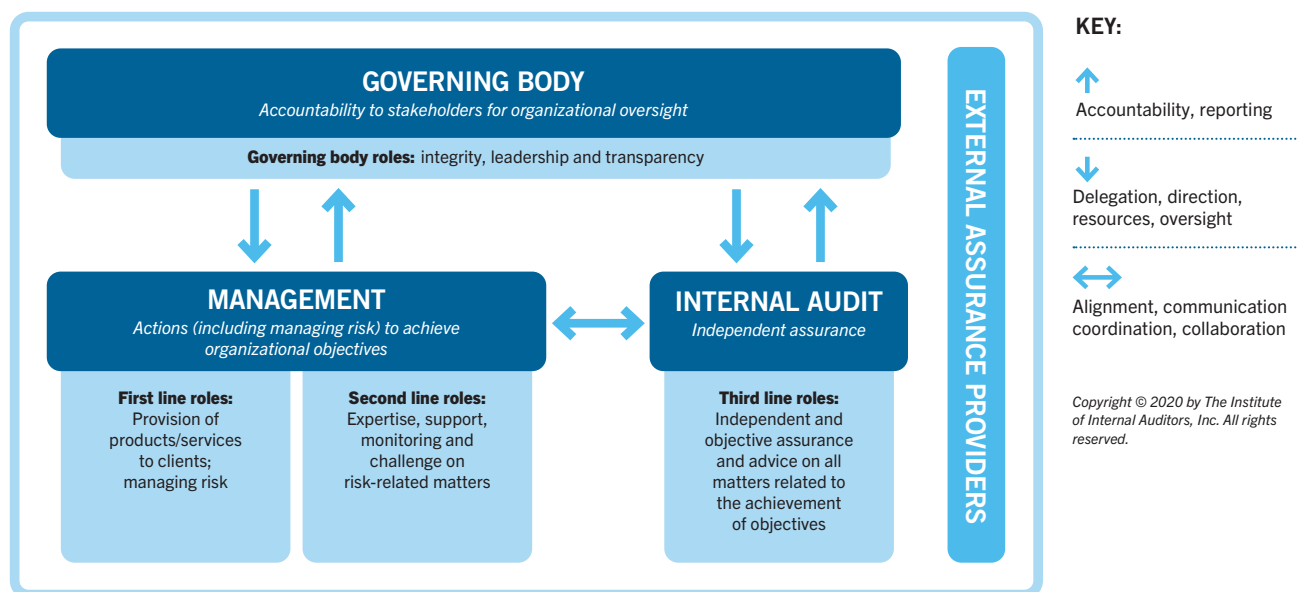 GOVERNING BODY
Accountability to stakeholders for organizational oversight
Governing body roles: integrity, leadership and transparency
MANAGEMENT
Actions (including managing risk) to achieve
organizational objectives
First line roles:
Provision of
products/services
to clients;
managing risk
Second line roles:
Expertise, support,
monitoring and
challenge on
risk-related matters
INTERNAL AUDIT
Independent assurance
Third line roles:
Independent and
objective assurance
and advice on all
matters related to
the achievement
of objectives
EXTERNAL ASSURANCE PROVIDERS
KEY:
Accountability, reporting
Delegation, direction,
resources, oversight
Alignment, communication
coordination, collaboration
Copyright © 2020 by The Institute
of Internal Auditors, Inc. All rights
reserved.